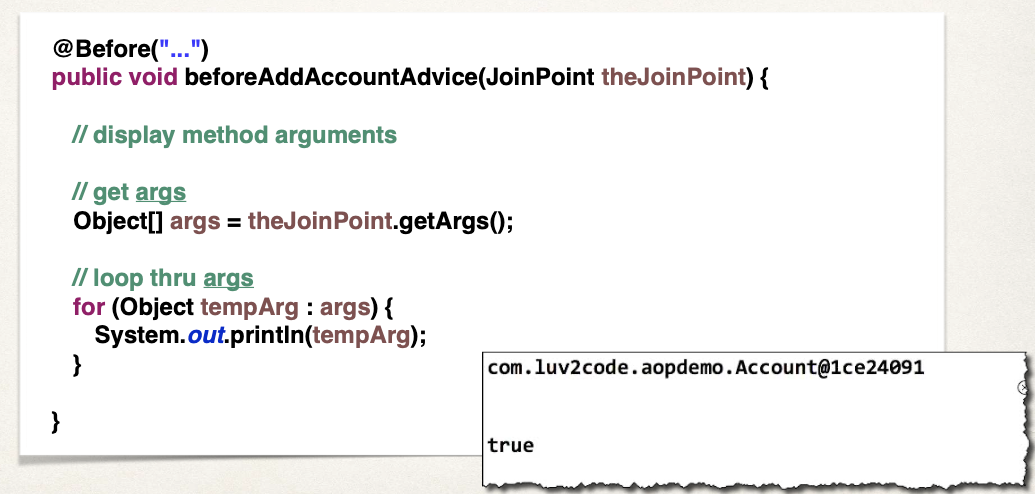 @Before("...")
public void beforeAddAccountAdvice(JoinPoint theJoinPoint) {
// display method arguments
// get args
Object[] args = theJoinPoint.getArgs();
// loop thru args
for (Object tempArg : args) {
System.out.println(tempArg);
}
}
com.luv2code.aopdemo.Account@1ce24091
true